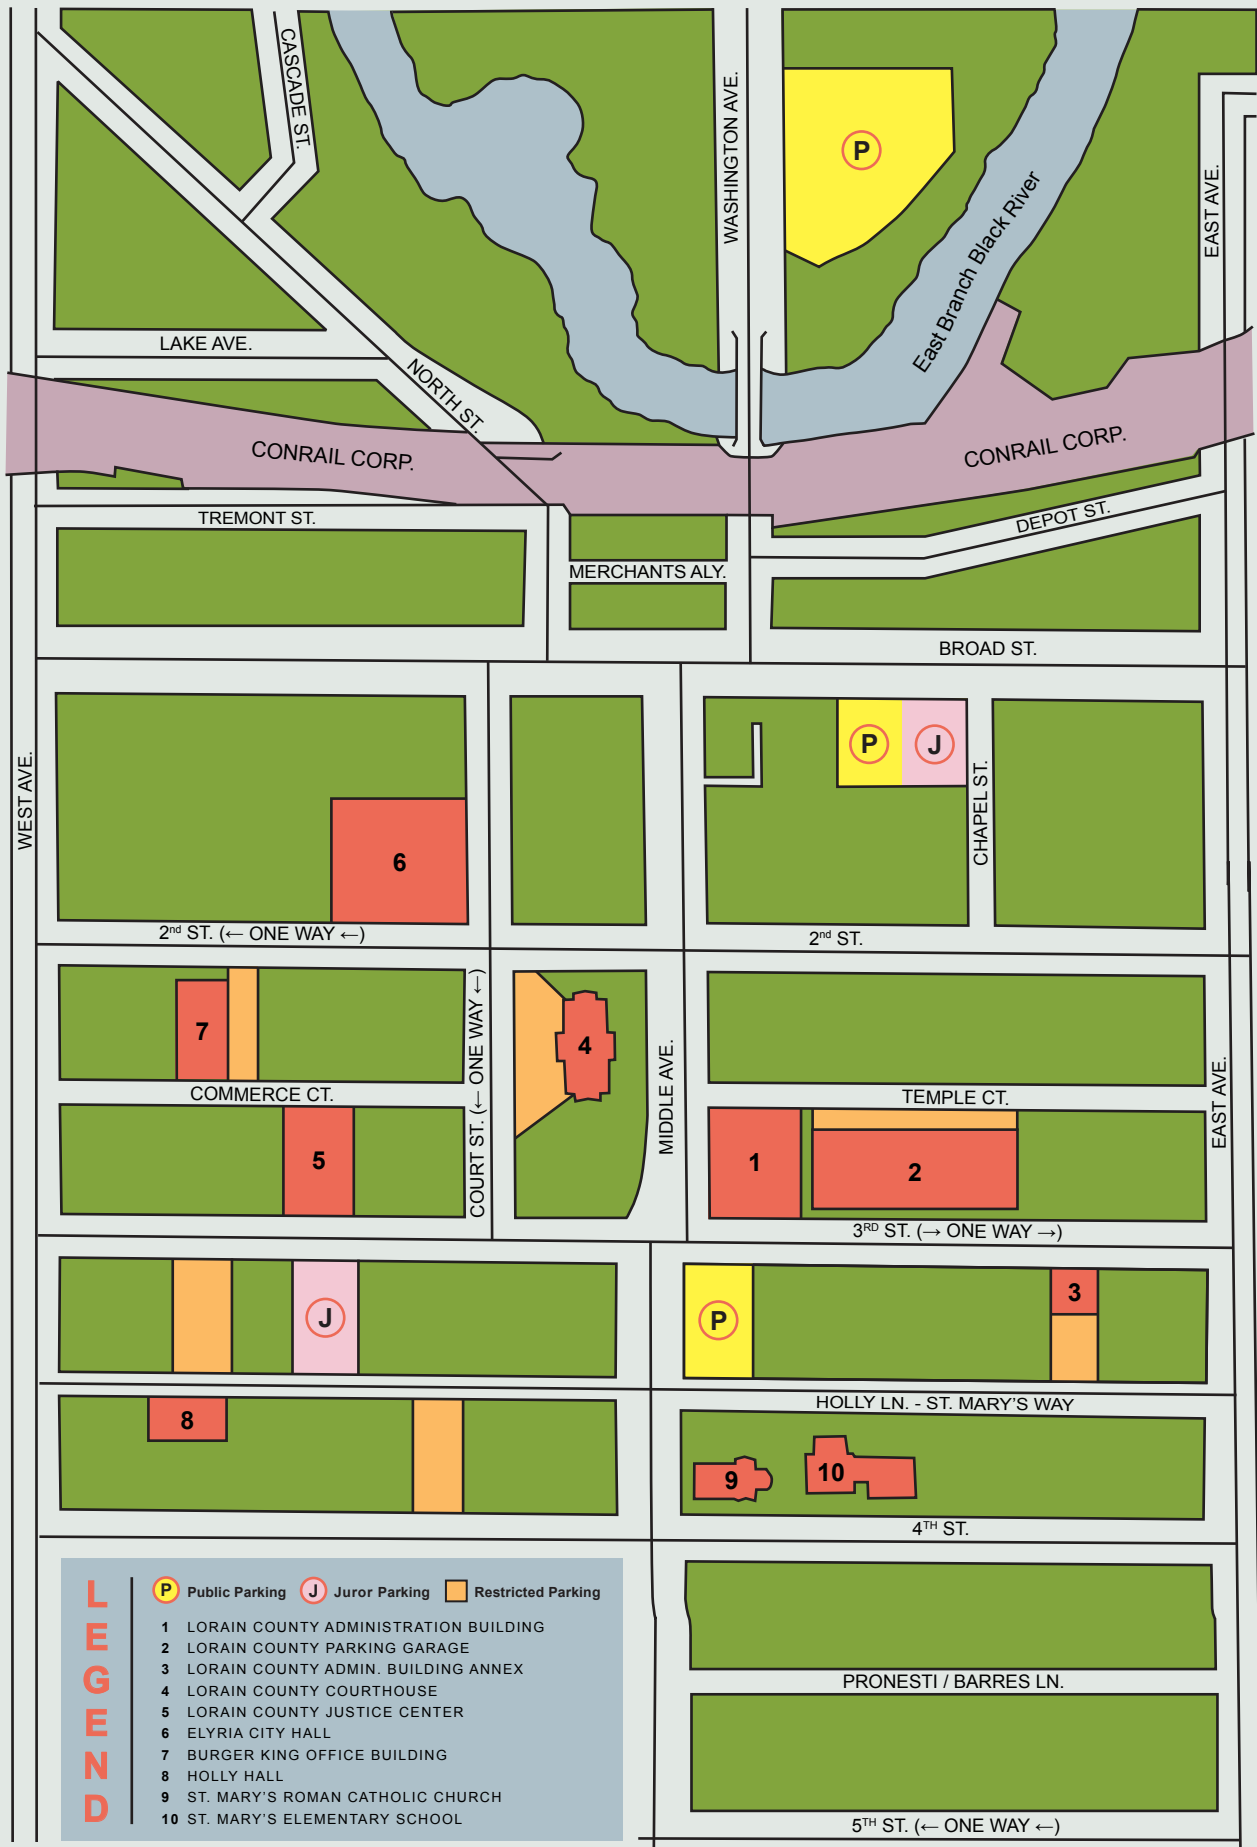 CASCADE ST.
WASHINGTON AVE.
P
East Branch Black River
EAST AVE.
LAKE AVE.
NORTH ST.
CONRAIL CORP.
CONRAIL CORP.
TREMONT ST.
DEPOT ST.
MERCHANTS ALY.
BROAD ST.
WEST AVE.
P
J
CHAPEL ST.
6
2nd ST. (← ONE WAY ←)
2nd ST.
7
COURT ST. (← ONE WAY ←)
4
MIDDLE AVE.
COMMERCE CT.
TEMPLE CT.
EAST AVE.
5
1
2
3RD ST. (→ ONE WAY →)
J
P
3
HOLLY LN. - ST. MARY'S WAY
8
9
10
4TH ST.
LEGEND
P Public Parking J Juror Parking Restricted Parking
1 LORAIN COUNTY ADMINISTRATION BUILDING
2 LORAIN COUNTY PARKING GARAGE
3 LORAIN COUNTY ADMIN. BUILDING ANNEX
4 LORAIN COUNTY COURTHOUSE
5 LORAIN COUNTY JUSTICE CENTER
6 ELYRIA CITY HALL
7 BURGER KING OFFICE BUILDING
8 HOLLY HALL
9 ST. MARY'S ROMAN CATHOLIC CHURCH
10 ST. MARY'S ELEMENTARY SCHOOL
PRONESTI / BARRES LN.
5TH ST. (← ONE WAY ←)